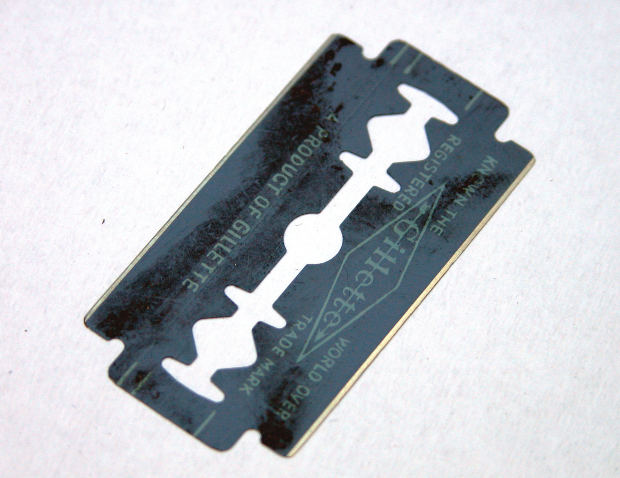 KNOWN THE WORLD OVER
REGISTERED TRADE MARK
Gillette
A PRODUCT OF GILLETTE